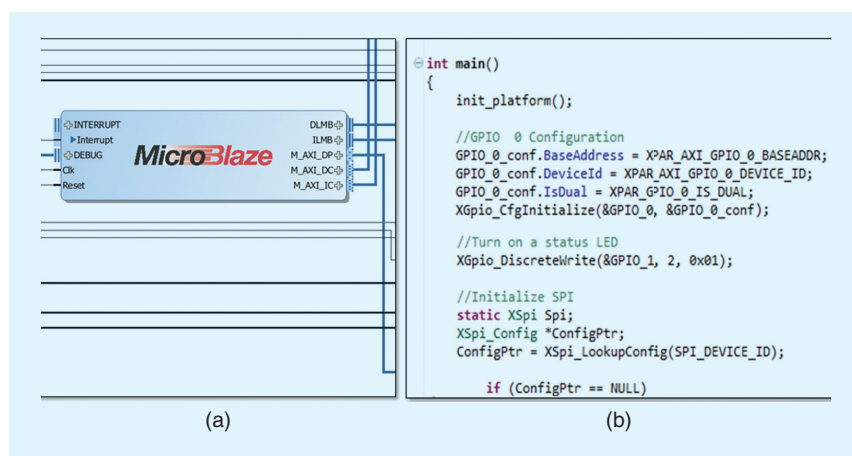 INTERRUPT
Interrupt
DEBUG
Clk
Reset
MicroBlaze
DLMB
ILMB
M_AXI_DP
M_AXI_DC
M_AXI_IC
(a)
int main()
{
init_platform();
//GPIO 0 Configuration
GPIO_0_conf.BaseAddress = XPAR_AXI_GPIO_0_BASEADDR;
GPIO_0_conf.DeviceId = XPAR_AXI_GPIO_0_DEVICE_ID;
GPIO_0_conf.IsDual = XPAR_GPIO_0_IS_DUAL;
XGpio_CfgInitialize(&GPIO_0, &GPIO_0_conf);
//Turn on a status LED
XGpio_DiscreteWrite(&GPIO_1, 2, 0x01);
//Initialize SPI
static XSpi Spi;
XSpi_Config *ConfigPtr;
ConfigPtr = XSpi_LookupConfig(SPI_DEVICE_ID);
if (ConfigPtr == NULL)
(b)